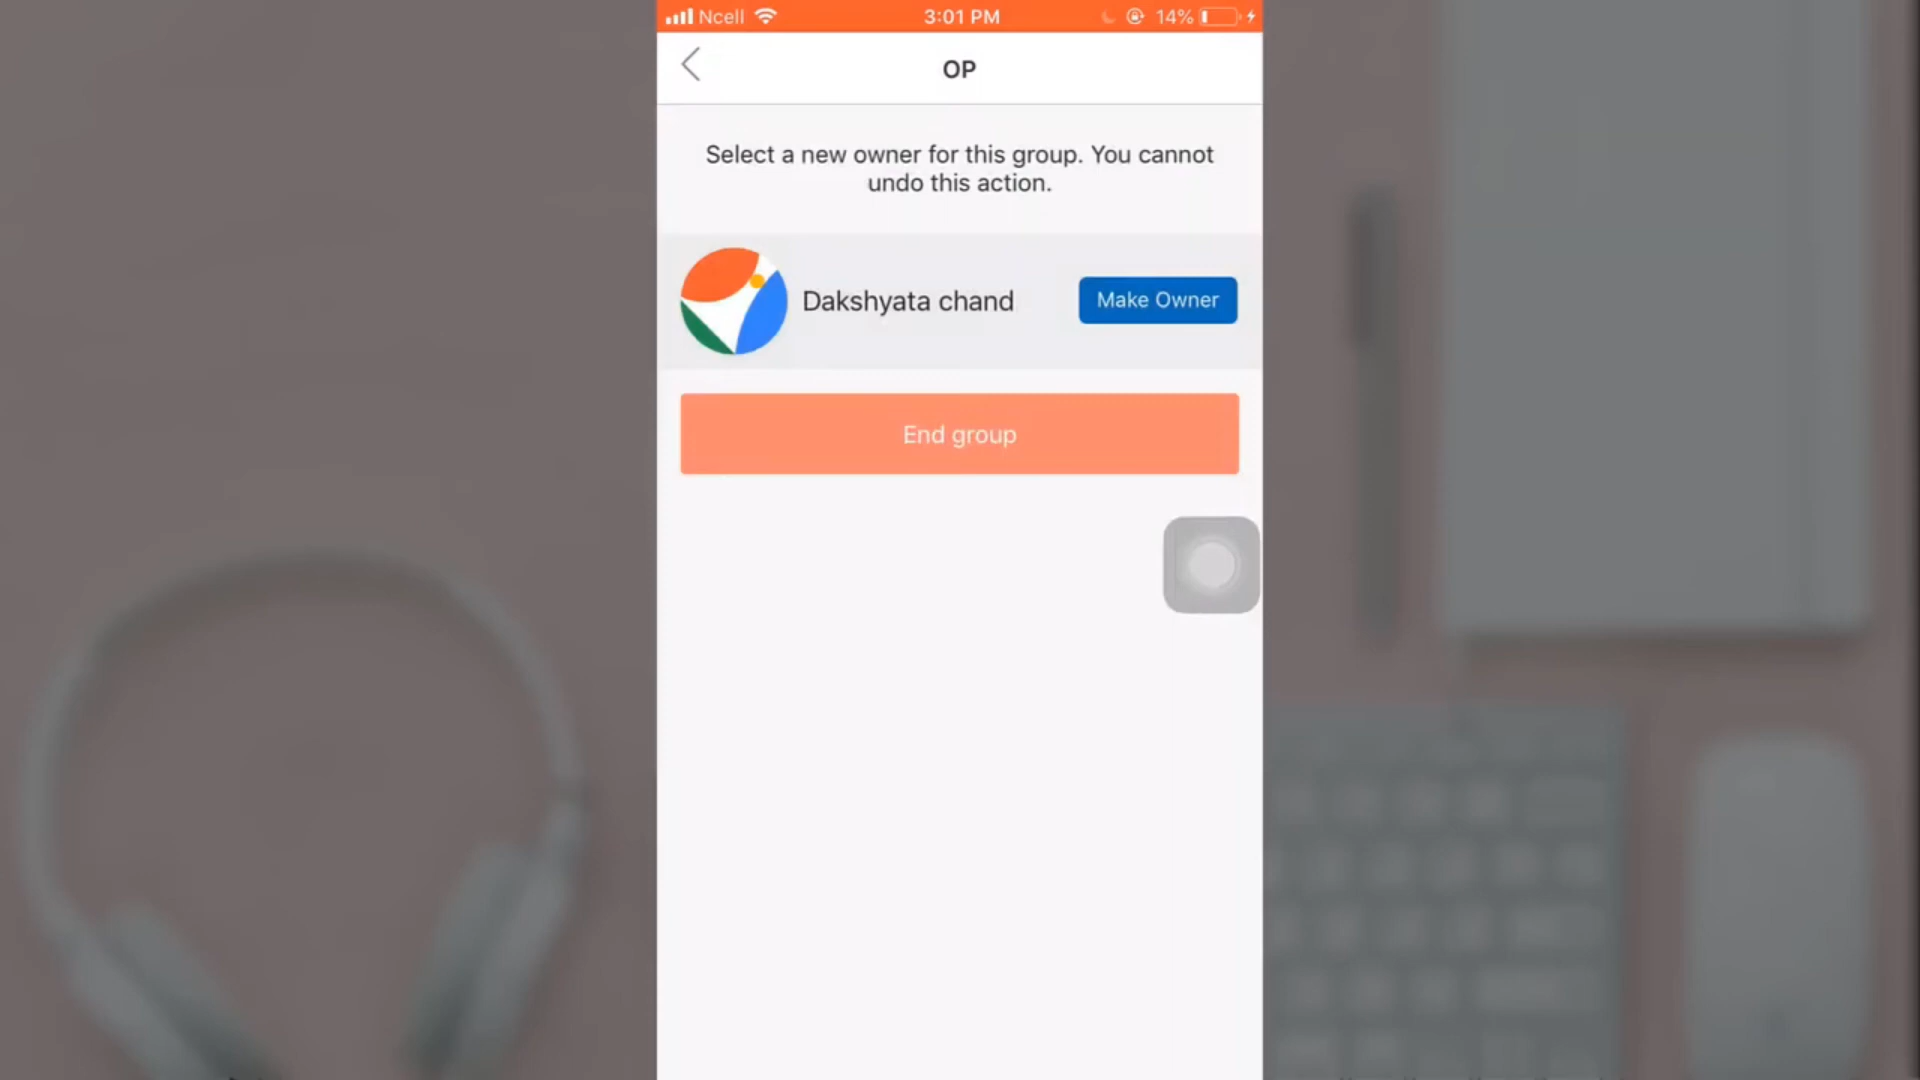 Ncell 3:01 PM 14%
OP
Select a new owner for this group. You cannot
undo this action.
Dakshyata chand Make Owner
End group